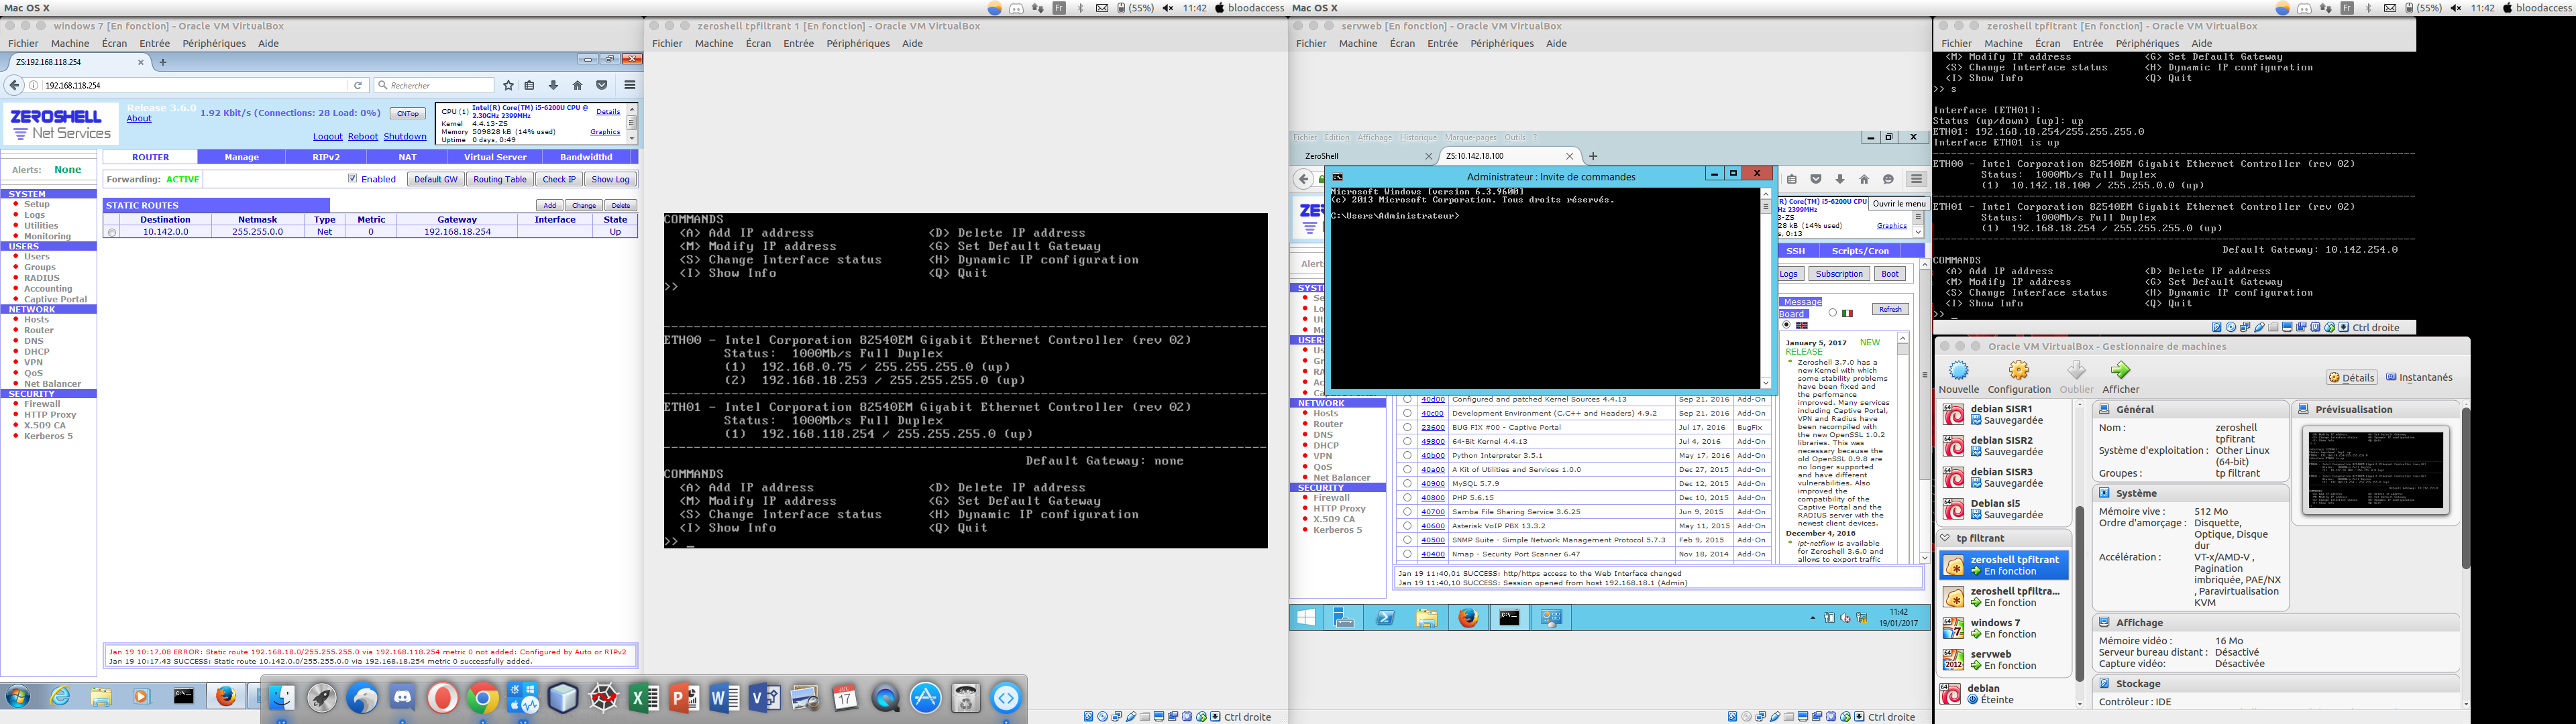 Mac OS X
Fr
(55%)
11:42
bloodaccess
windows 7 [En fonction] - Oracle VM VirtualBox
Fichier Machine Écran Entrée Périphériques Aide
ZS:192.168.118.254
192.168.118.254
Rechercher
ZEROSHELL
Net Services
Release 3.6.0
About
1.92 Kbit/s (Connections: 28 Load: 0%)
CNTop
Logout Reboot Shutdown
CPU (1) Intel(R) Core(TM) i5-6200U CPU @ 2.30GHz 2399MHz
Details
Kernel 4.4.13-ZS
Memory 509828 kB (14% used)
Graphics
Uptime 0 days, 0:49
Alerts: None
ROUTER Manage RIPv2 NAT Virtual Server Bandwidthd
Forwarding: ACTIVE
Enabled
Default GW Routing Table Check IP Show Log
STATIC ROUTES
Add Change Delete
Destination Netmask Type Metric Gateway Interface State
10.142.0.0 255.255.0.0 Net 0 192.168.18.254 Up
SYSTEM
Setup
Logs
Utilities
Monitoring
USERS
Users
Groups
RADIUS
Accounting
Captive Portal
NETWORK
Hosts
Router
DNS
DHCP
VPN
QoS
Net Balancer
SECURITY
Firewall
HTTP Proxy
X.509 CA
Kerberos 5
Jan 19 10:17.08 ERROR: Static route 192.168.18.0/255.255.255.0 via 192.168.118.254 metric 0 not added: Configured by Auto or RIPv2
Jan 19 10:17.43 SUCCESS: Static route 10.142.0.0/255.255.0.0 via 192.168.18.254 metric 0 successfully added.
zeroshell tpfiltrant 1 [En fonction] - Oracle VM VirtualBox
Fichier Machine Écran Entrée Périphériques Aide
COMMANDS
<A> Add IP address <D> Delete IP address
<M> Modify IP address <G> Set Default Gateway
<S> Change Interface status <H> Dynamic IP configuration
<I> Show Info <Q> Quit
>>
ETH00 - Intel Corporation 82540EM Gigabit Ethernet Controller (rev 02)
Status: 1000Mb/s Full Duplex
(1) 192.168.0.75 / 255.255.255.0 (up)
(2) 192.168.18.253 / 255.255.255.0 (up)
ETH01 - Intel Corporation 82540EM Gigabit Ethernet Controller (rev 02)
Status: 1000Mb/s Full Duplex
(1) 192.168.118.254 / 255.255.255.0 (up)
Default Gateway: none
COMMANDS
<A> Add IP address <D> Delete IP address
<M> Modify IP address <G> Set Default Gateway
<S> Change Interface status <H> Dynamic IP configuration
<I> Show Info <Q> Quit
>> _
JUL
17
Ctrl droite
Mac OS X
Fr
(55%)
11:42
bloodaccess
servweb [En fonction] - Oracle VM VirtualBox
Fichier Machine Écran Entrée Périphériques Aide
Fichier Édition Affichage Historique Marque-pages Outils ?
ZeroShell
ZS:10.142.18.100
Administrateur : Invite de commandes
Microsoft Windows [version 6.3.9600]
(c) 2013 Microsoft Corporation. Tous droits réservés.
C:\Users\Administrateur>
Ouvrir le menu
Graphics
SSH Scripts/Cron
Logs Subscription Boot
Message Board
Refresh
January 5, 2017 NEW RELEASE
Zeroshell 3.7.0 has a
new Kernel with which
some stability problems
have been fixed and
the perfomance
improved. Many services
including Captive Portal,
VPN and Radius have
been recompiled with
the new OpenSSL 1.0.2
libraries. This was
necessary because the
old OpenSSL 0.9.8 are
no longer supported
and have different
vulnerabilities. Also
improved the
compatibility of the
Captive Portal and the
RADIUS server with the
newest client devices.
December 4, 2016
ipt-netflow is available
for Zeroshell 3.6.0 and
allows to export traffic
NETWORK
Hosts
Router
DNS
DHCP
VPN
QoS
Net Balancer
SECURITY
Firewall
HTTP Proxy
X.509 CA
Kerberos 5
40d00 Configured and patched Kernel Sources 4.4.13 Sep 21, 2016 Add-On
40c00 Development Environment (C,C++ and Headers) 4.9.2 Sep 21, 2016 Add-On
23600 BUG FIX #00 - Captive Portal Jul 17, 2016 BugFix
49800 64-Bit Kernel 4.4.13 Jul 4, 2016 Add-On
40b00 Python Interpreter 3.5.1 May 17, 2016 Add-On
40a00 A Kit of Utilities and Services 1.0.0 Dec 27, 2015 Add-On
40900 MySQL 5.7.9 Dec 12, 2015 Add-On
40800 PHP 5.6.15 Dec 10, 2015 Add-On
40700 Samba File Sharing Service 3.6.25 Jun 9, 2015 Add-On
40600 Asterisk VoIP PBX 13.3.2 May 11, 2015 Add-On
40500 SNMP Suite - Simple Network Management Protocol 5.7.3 Feb 9, 2015 Add-On
40400 Nmap - Security Port Scanner 6.47 Nov 18, 2014 Add-On
Jan 19 11:40,01 SUCCESS: http/https access to the Web Interface changed
Jan 19 11:40,10 SUCCESS: Session opened from host 192.168.18.1 (Admin)
11:42
19/01/2017
Ctrl droite
zeroshell tpfitrant [En fonction] - Oracle VM VirtualBox
Fichier Machine Écran Entrée Périphériques Aide
<M> Modify IP address <G> Set Default Gateway
<S> Change Interface status <H> Dynamic IP configuration
<I> Show Info <Q> Quit
>> s
Interface [ETH01]:
Status (up/down) [up]: up
ETH01: 192.168.18.254/255.255.255.0
Interface ETH01 is up
ETH00 - Intel Corporation 82540EM Gigabit Ethernet Controller (rev 02)
Status: 1000Mb/s Full Duplex
(1) 10.142.18.100 / 255.255.0.0 (up)
ETH01 - Intel Corporation 82540EM Gigabit Ethernet Controller (rev 02)
Status: 1000Mb/s Full Duplex
(1) 192.168.18.254 / 255.255.255.0 (up)
Default Gateway: 10.142.254.0
COMMANDS
<A> Add IP address <D> Delete IP address
<M> Modify IP address <G> Set Default Gateway
<S> Change Interface status <H> Dynamic IP configuration
<I> Show Info <Q> Quit
>> _
Ctrl droite
Oracle VM VirtualBox - Gestionnaire de machines
Nouvelle Configuration Oublier Afficher
Détails Instantanés
debian SISR1
Sauvegardée
debian SISR2
Sauvegardée
debian SISR3
Sauvegardée
Debian si5
Sauvegardée
tp filtrant
zeroshell tpfitrant
En fonction
zeroshell tpfiltra...
En fonction
windows 7
En fonction
servweb
En fonction
debian
Éteinte
Général
Nom : zeroshell tpfitrant
Système d'exploitation : Other Linux (64-bit)
Groupes : tp filtrant
Système
Mémoire vive : 512 Mo
Ordre d'amorçage : Disquette, Optique, Disque dur
Accélération : VT-x/AMD-V , Pagination imbriquée, PAE/NX , Paravirtualisation KVM
Affichage
Mémoire vidéo : 16 Mo
Serveur bureau distant : Désactivé
Capture vidéo: Désactivée
Stockage
Contrôleur : IDE
Prévisualisation